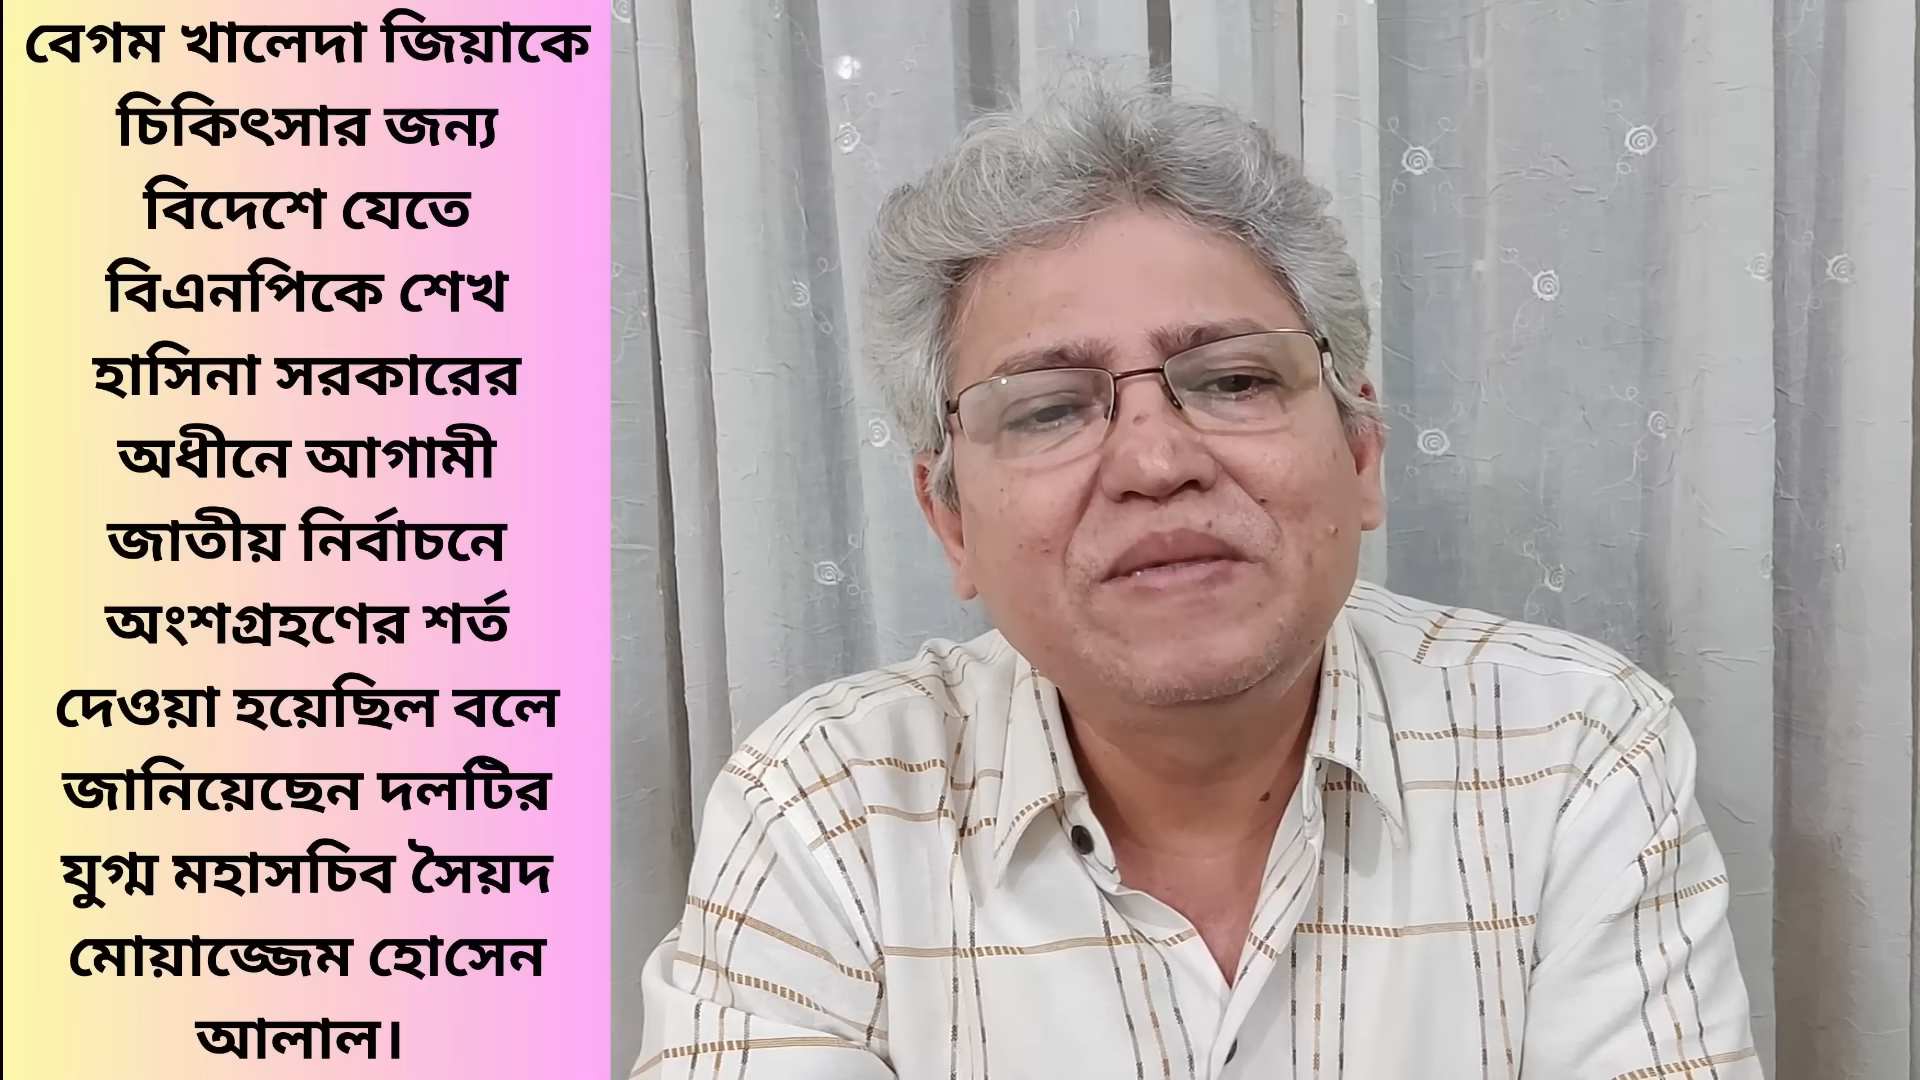 বেগম খালেদা জিয়াকে
চিকিৎসার জন্য
বিদেশে যেতে
বিএনপিকে শেখ
হাসিনা সরকারের
অধীনে আগামী
জাতীয় নির্বাচনে
অংশগ্রহণের শর্ত
দেওয়া হয়েছিল বলে
জানিয়েছেন দলটির
যুগ্ম মহাসচিব সৈয়দ
মোয়াজ্জেম হোসেন
আলাল।